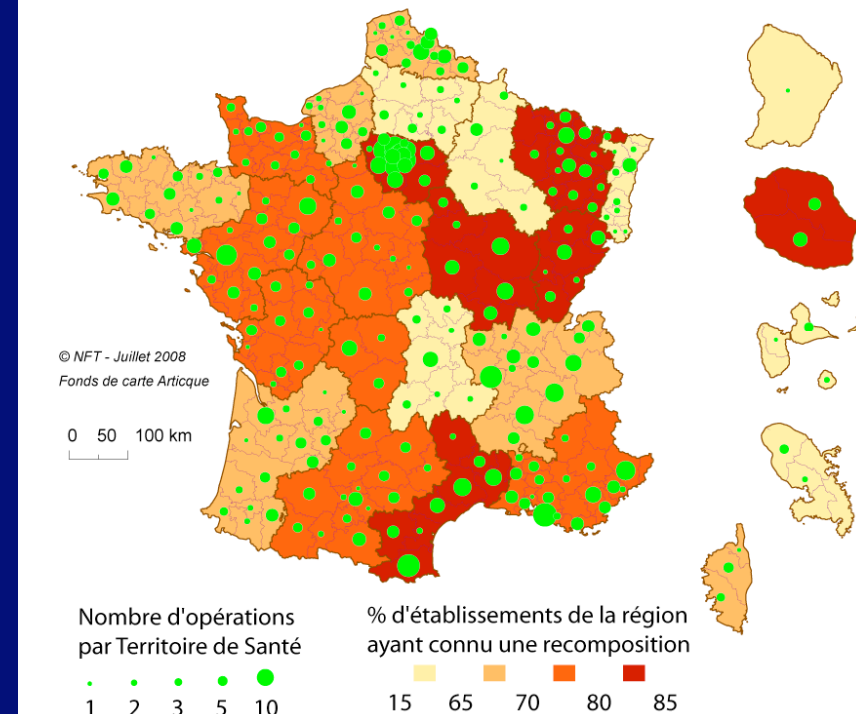 © NFT - Juillet 2008
Fonds de carte Articque
0 50 100 km
Nombre d'opérations
par Territoire de Santé
1 2 3 5 10
% d'établissements de la région
ayant connu une recomposition
15 65 70 80 85